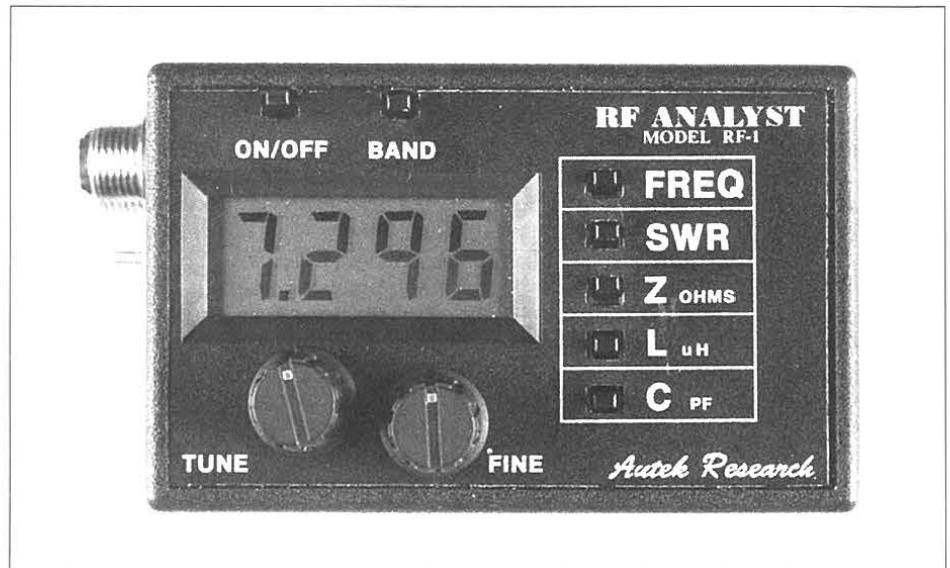 RF ANALYST
MODEL RF-1
ON/OFF BAND
7.296
FREQ
SWR
Z OHMS
L uH
C PF
TUNE
FINE
Autek Research